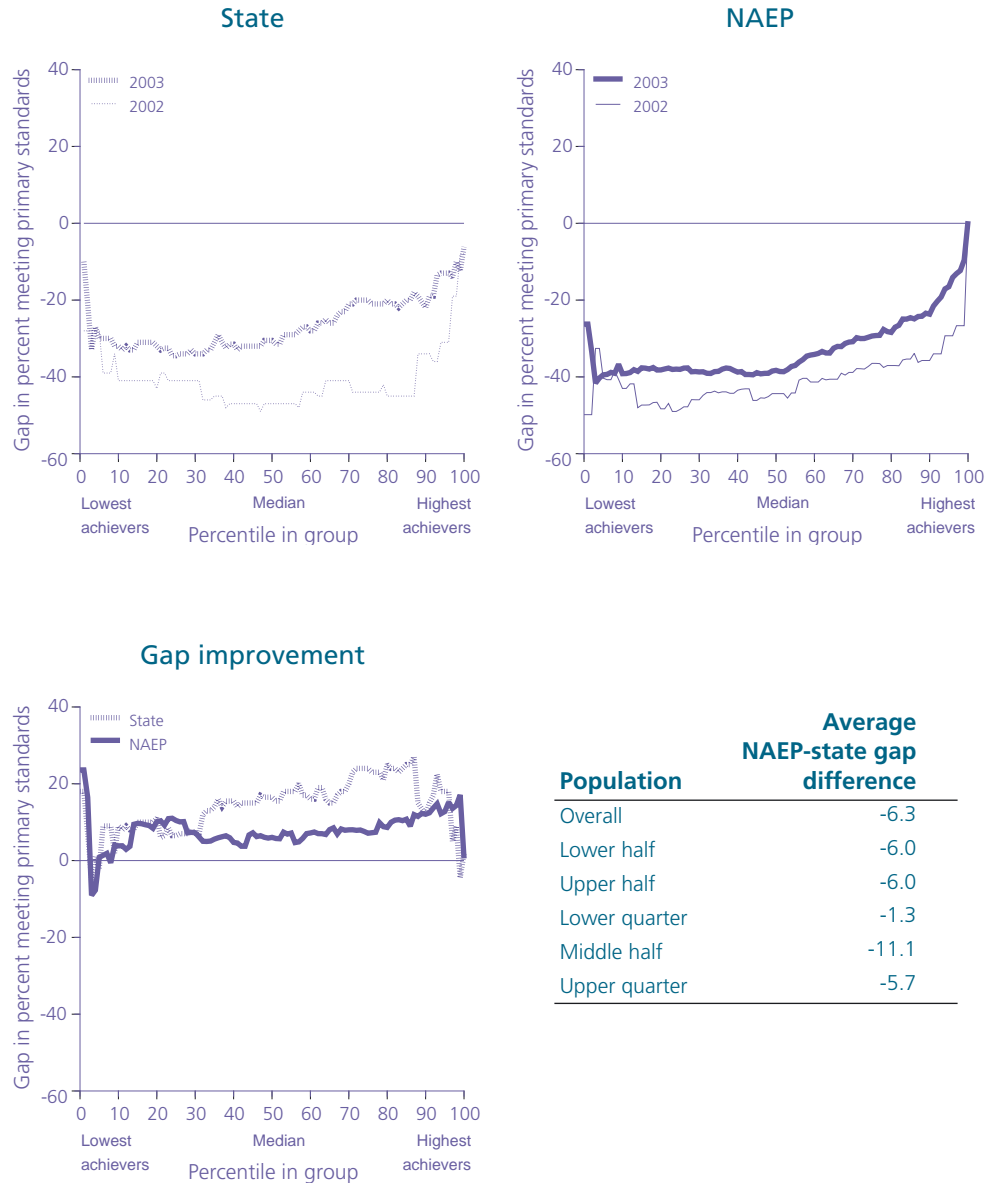 State
Gap in percent meeting primary standards
40
20
0
-20
-40
-60
2003
2002
0 10 20 30 40 50 60 70 80 90 100
Lowest achievers
Median
Highest achievers
Percentile in group
NAEP
Gap in percent meeting primary standards
40
20
0
-20
-40
-60
2003
2002
0 10 20 30 40 50 60 70 80 90 100
Lowest achievers
Median
Highest achievers
Percentile in group
Gap improvement
Gap in percent meeting primary standards
40
20
0
-20
-40
-60
State
NAEP
0 10 20 30 40 50 60 70 80 90 100
Lowest achievers
Median
Highest achievers
Percentile in group
Average
NAEP-state gap
Population difference
Overall -6.3
Lower half -6.0
Upper half -6.0
Lower quarter -1.3
Middle half -11.1
Upper quarter -5.7